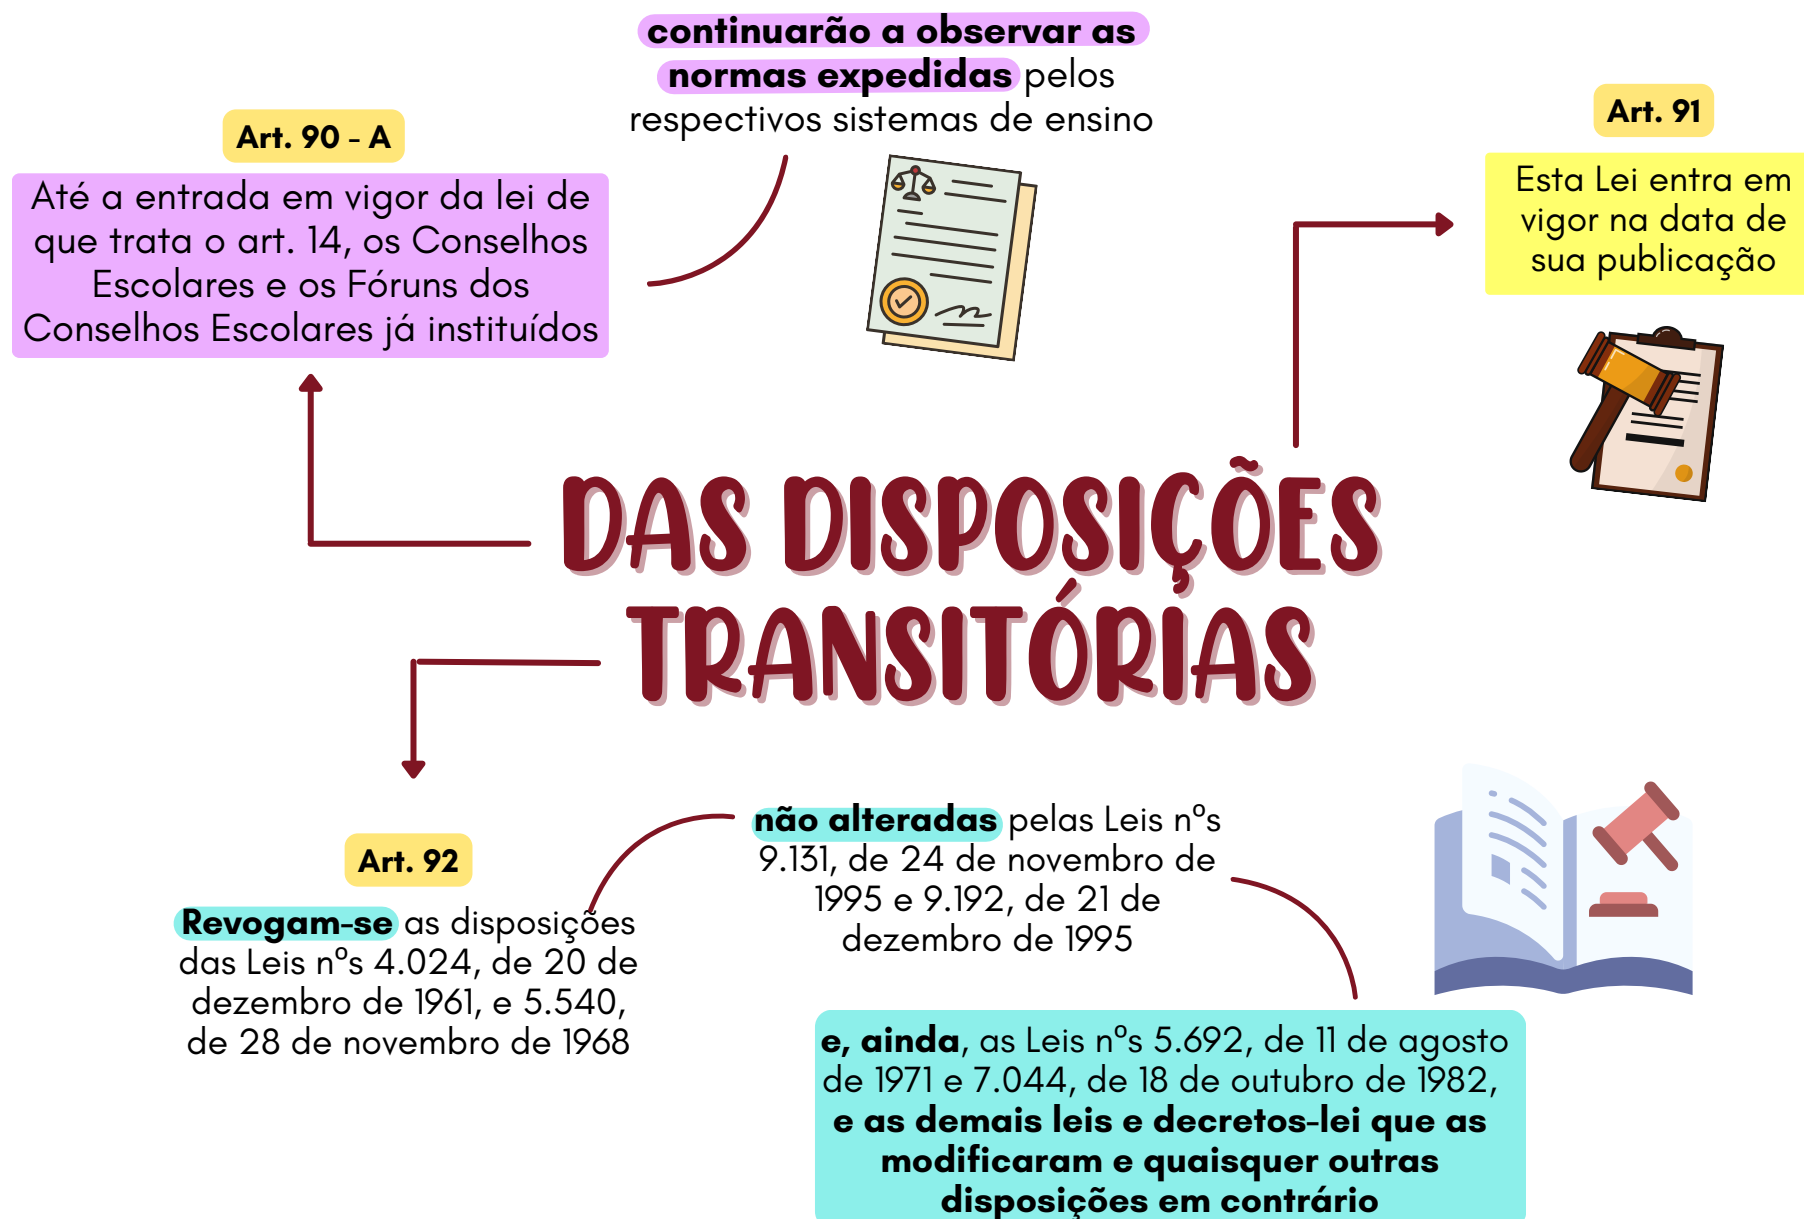 Art. 90 - A
Até a entrada em vigor da lei de
que trata o art. 14, os Conselhos
Escolares e os Fóruns dos
Conselhos Escolares já instituídos
continuarão a observar as
normas expedidas pelos
respectivos sistemas de ensino
Art. 91
Esta Lei entra em
vigor na data de
sua publicação
DAS DISPOSIÇÕES
TRANSITÓRIAS
Art. 92
Revogam-se as disposições
das Leis nºs 4.024, de 20 de
dezembro de 1961, e 5.540,
de 28 de novembro de 1968
não alteradas pelas Leis nºs
9.131, de 24 de novembro de
1995 e 9.192, de 21 de
dezembro de 1995
e, ainda, as Leis nºs 5.692, de 11 de agosto
de 1971 e 7.044, de 18 de outubro de 1982,
e as demais leis e decretos-lei que as
modificaram e quaisquer outras
disposições em contrário